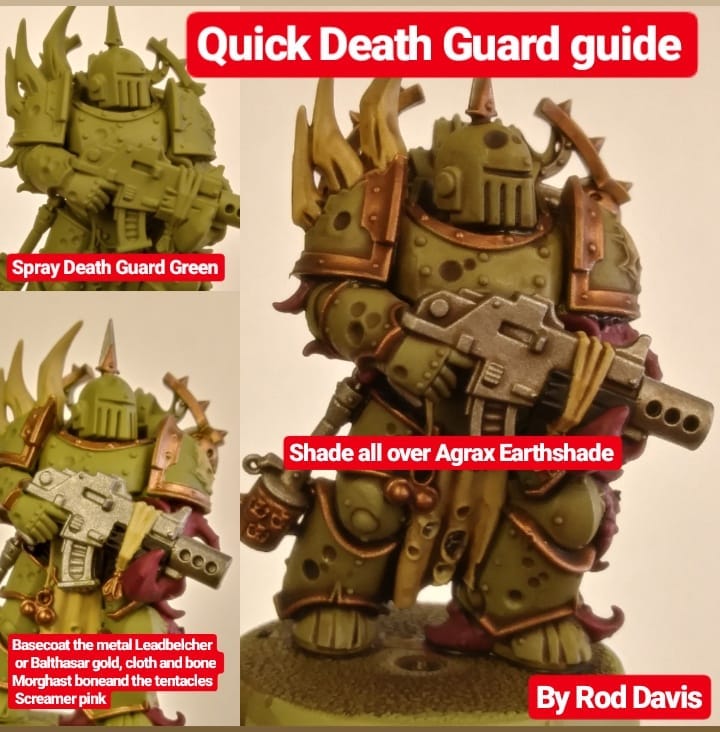 Quick Death Guard guide
Spray Death Guard Green
Shade all over Agrax Earthshade
Basecoat the metal Leadbelcher
or Balthasar gold, cloth and bone
Morghast boneand the tentacles
Screamer pink
By Rod Davis